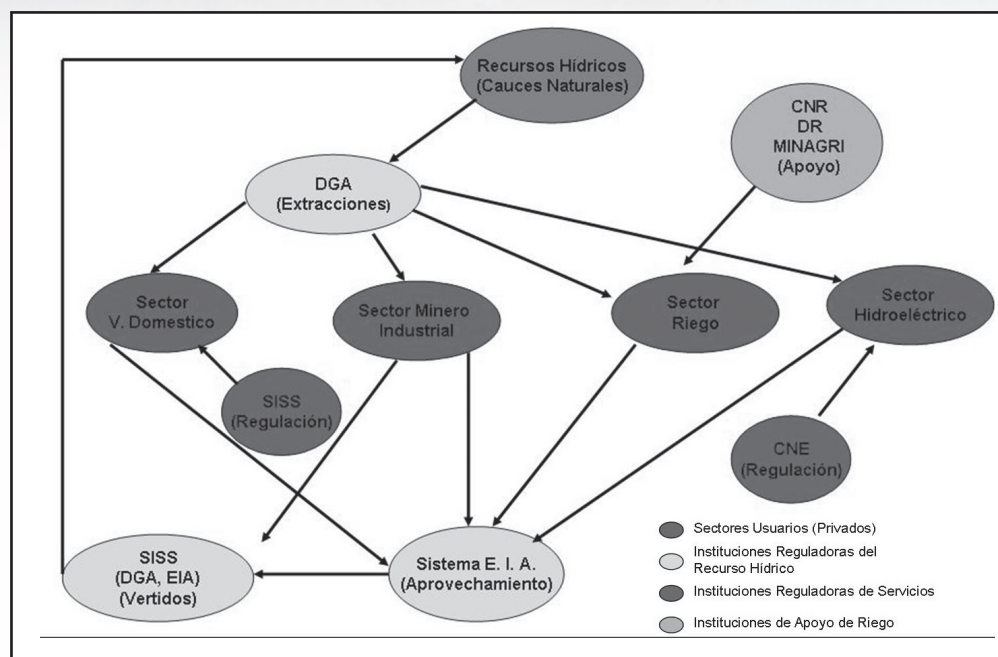 Recursos Hídricos
(Cauces Naturales)
CNR
DR
MINAGRI
(Apoyo)
DGA
(Extracciones)
Sector
V. Domestico
Sector Minero
Industrial
Sector
Riego
Sector
Hidroeléctrico
SISS
(Regulación)
CNE
(Regulación)
SISS
(DGA, EIA)
(Vertidos)
Sistema E. I. A.
(Aprovechamiento)
Sectores Usuarios (Privados)
Instituciones Reguladoras del
Recurso Hídrico
Instituciones Reguladoras de Servicios
Instituciones de Apoyo de Riego